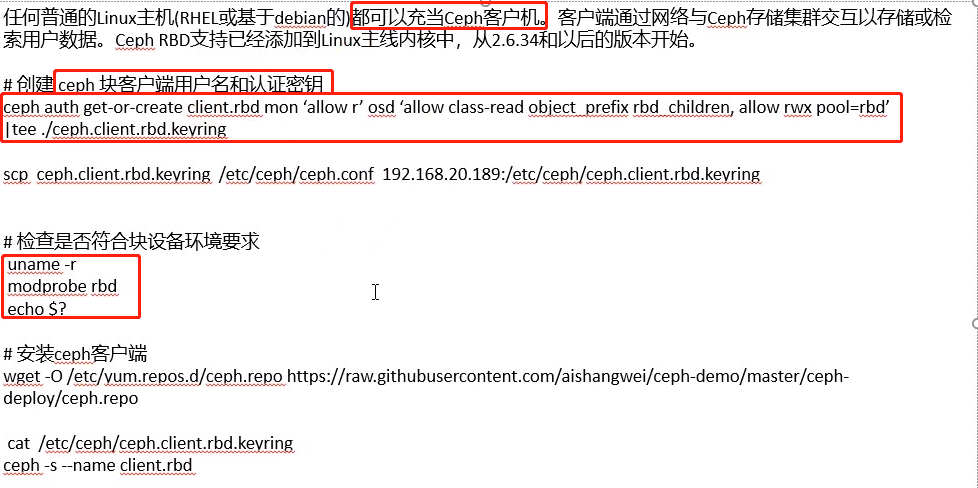 任何普通的Linux主机(RHEL或基于debian的)都可以充当Ceph客户机。客户端通过网络与Ceph存储集群交互以存储或检
索用户数据。Ceph RBD支持已经添加到Linux主线内核中，从2.6.34和以后的版本开始。
# 创建 ceph 块客户端用户名和认证密钥
ceph auth get-or-create client.rbd mon ‘allow r’ osd ‘allow class-read object_prefix rbd_children, allow rwx pool=rbd’
|tee ./ceph.client.rbd.keyring
scp ceph.client.rbd.keyring /etc/ceph/ceph.conf 192.168.20.189:/etc/ceph/ceph.client.rbd.keyring
# 检查是否符合块设备环境要求
uname -r
modprobe rbd
echo $?
# 安装ceph客户端
wget -O /etc/yum.repos.d/ceph.repo https://raw.githubusercontent.com/aishangwei/ceph-demo/master/ceph-
deploy/ceph.repo
cat /etc/ceph/ceph.client.rbd.keyring
ceph -s --name client.rbd